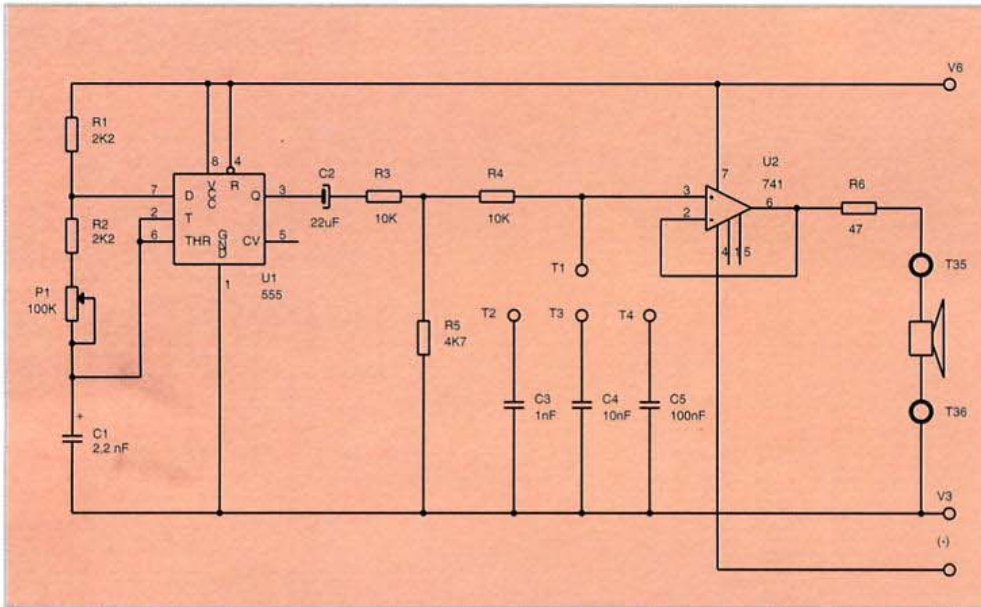 V6
R1
2K2
8
4
U2
7
741
C2
R3
R4
R6
7
D
V
C
C
R
Q
3
3
6
2
T
22uF
10K
10K
2
47
R2
2K2
6
THR
G
N
D
CV
5
4
1
5
T1
T35
P1
100K
1
U1
555
T2
T3
T4
R5
4K7
C3
1nF
C4
10nF
C5
100nF
T36
+
C1
2,2 nF
V3
(-)